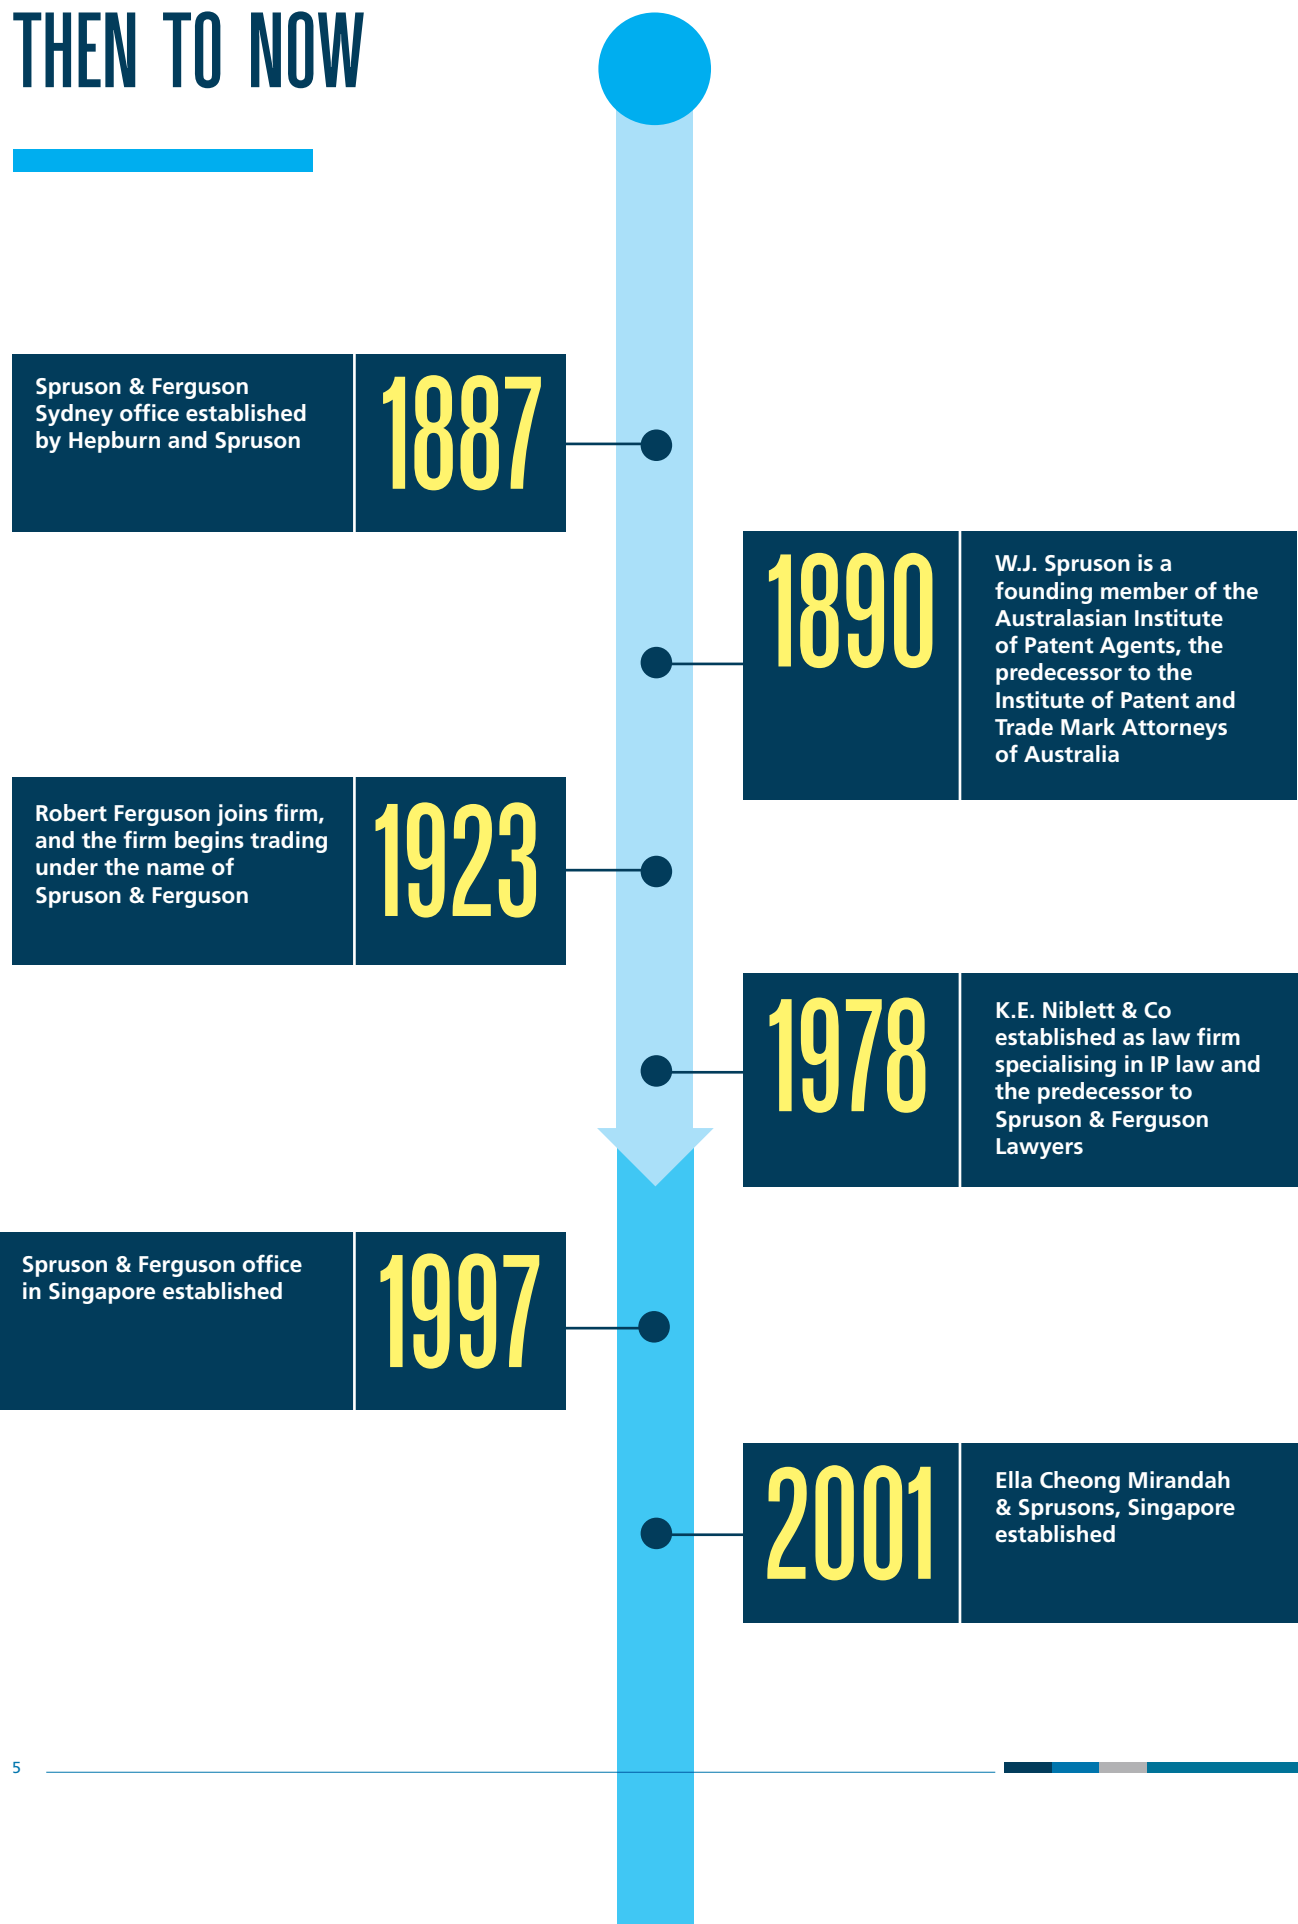 THEN TO NOW
Spruson & Ferguson
Sydney office established
by Hepburn and Spruson
1887
1890
W.J. Spruson is a
founding member of the
Australasian Institute
of Patent Agents, the
predecessor to the
Institute of Patent and
Trade Mark Attorneys
of Australia
Robert Ferguson joins firm,
and the firm begins trading
under the name of
Spruson & Ferguson
1923
1978
K.E. Niblett & Co
established as law firm
specialising in IP law and
the predecessor to
Spruson & Ferguson
Lawyers
Spruson & Ferguson office
in Singapore established
1997
2001
Ella Cheong Mirandah
& Sprusons, Singapore
established
5